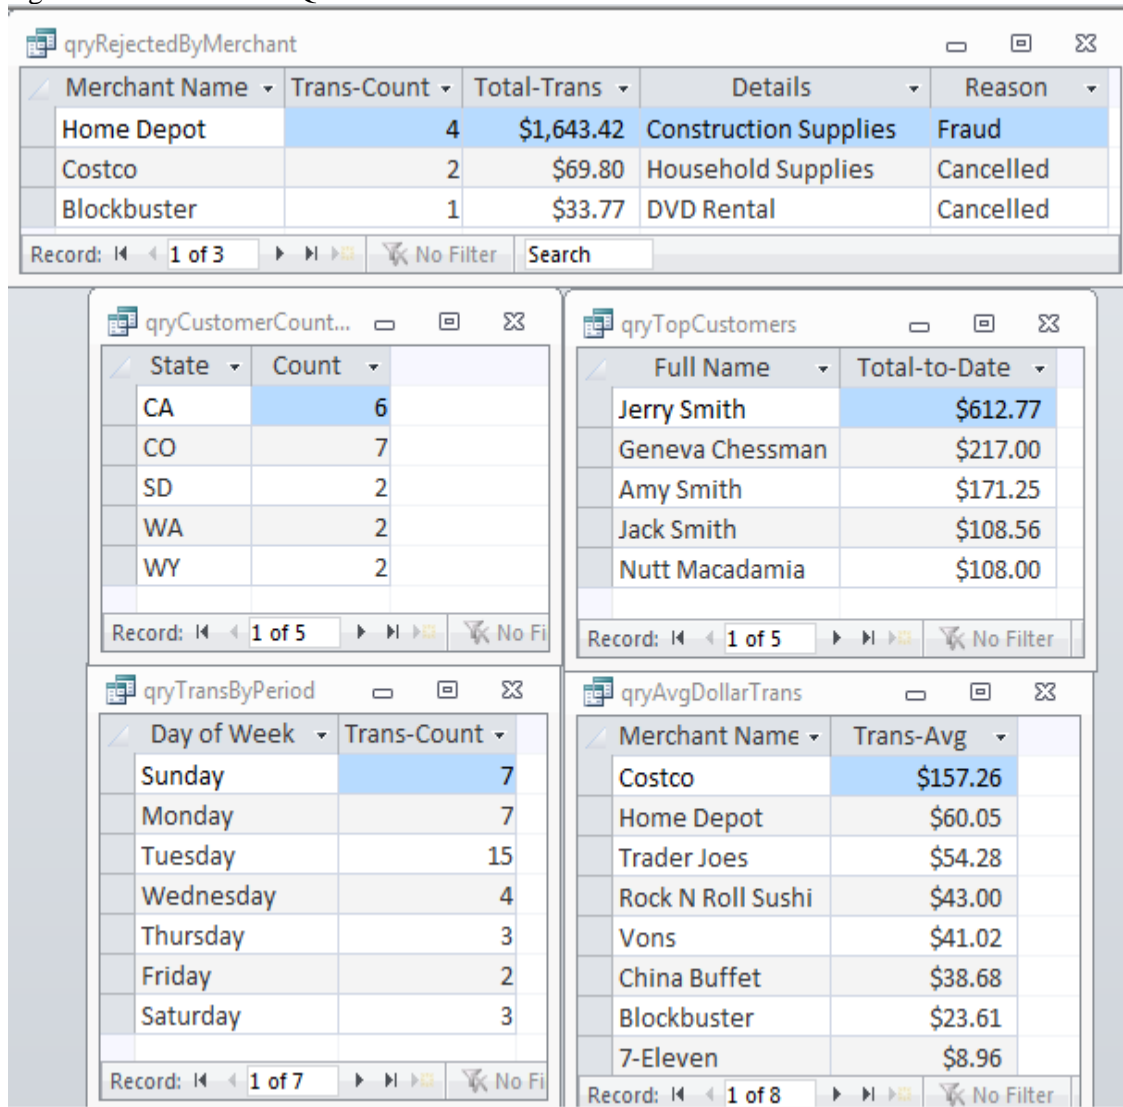 qryRejectedByMerchant
Merchant Name Trans-Count Total-Trans Details Reason
Home Depot 4 $1,643.42 Construction Supplies Fraud
Costco 2 $69.80 Household Supplies Cancelled
Blockbuster 1 $33.77 DVD Rental Cancelled
Record: 1 of 3 No Filter Search
qryCustomerCount...
State Count
CA 6
CO 7
SD 2
WA 2
WY 2
Record: 1 of 5 No Fi
qryTopCustomers
Full Name Total-to-Date
Jerry Smith $612.77
Geneva Chessman $217.00
Amy Smith $171.25
Jack Smith $108.56
Nutt Macadamia $108.00
Record: 1 of 5 No Filter
qryTransByPeriod
Day of Week Trans-Count
Sunday 7
Monday 7
Tuesday 15
Wednesday 4
Thursday 3
Friday 2
Saturday 3
Record: 1 of 7 No Fi
qryAvgDollarTrans
Merchant Name Trans-Avg
Costco $157.26
Home Depot $60.05
Trader Joes $54.28
Rock N Roll Sushi $43.00
Vons $41.02
China Buffet $38.68
Blockbuster $23.61
7-Eleven $8.96
Record: 1 of 8 No Filter